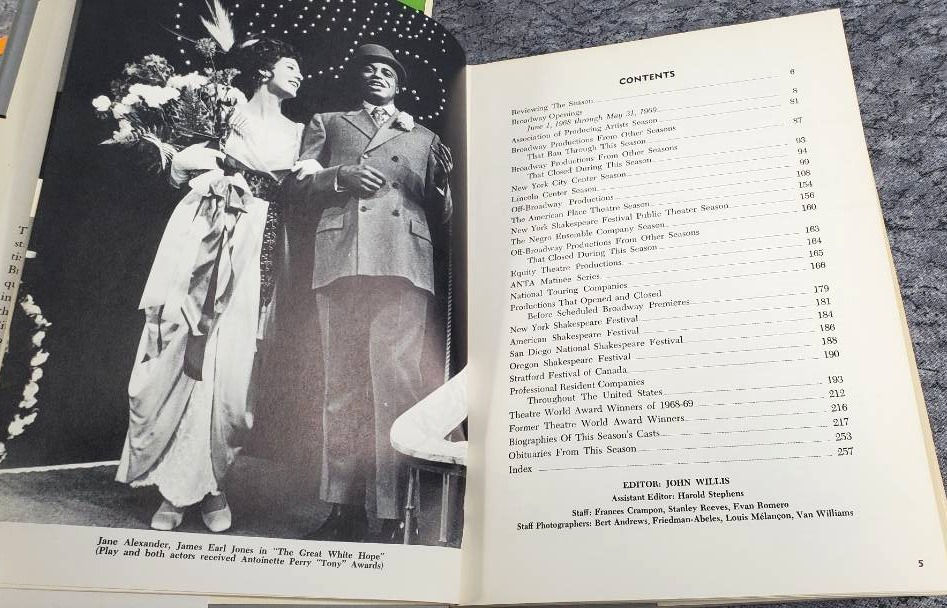 Jane Alexander, James Earl Jones in "The Great White Hope"
(Play and both actors received Antoinette Perry "Tony" Awards)
CONTENTS
Reviewing The Season 6
Broadway Openings 8
June 1, 1968 through May 31, 1969
Association of Producing Artists Season 81
Broadway Productions From Other Seasons
That Ran Through This Season 87
Broadway Productions From Other Seasons
That Closed During This Season 93
New York City Center Season 94
Lincoln Center Season 99
Off-Broadway Productions 108
The American Place Theatre Season 154
New York Shakespeare Festival Public Theater Season 156
The Negro Ensemble Company Season 160
Off-Broadway Productions From Other Seasons
That Closed During This Season 163
Equity Theatre Productions 164
ANTA Matinee Series 165
National Touring Companies 166
Productions That Opened and Closed
Before Scheduled Broadway Premieres 179
New York Shakespeare Festival 181
American Shakespeare Festival 184
San Diego National Shakespeare Festival 186
Oregon Shakespeare Festival 188
Stratford Festival of Canada 190
Professional Resident Companies
Throughout The United States 193
Theatre World Award Winners of 1968-69 212
Former Theatre World Award Winners 216
Biographies Of This Season's Casts 217
Obituaries From This Season 253
Index 257
EDITOR: JOHN WILLIS
Assistant Editor: Harold Stephens
Staff: Frances Crampon, Stanley Reeves, Evan Romero
Staff Photographers: Bert Andrews, Friedman-Abeles, Louis Mélançon, Van Williams
5